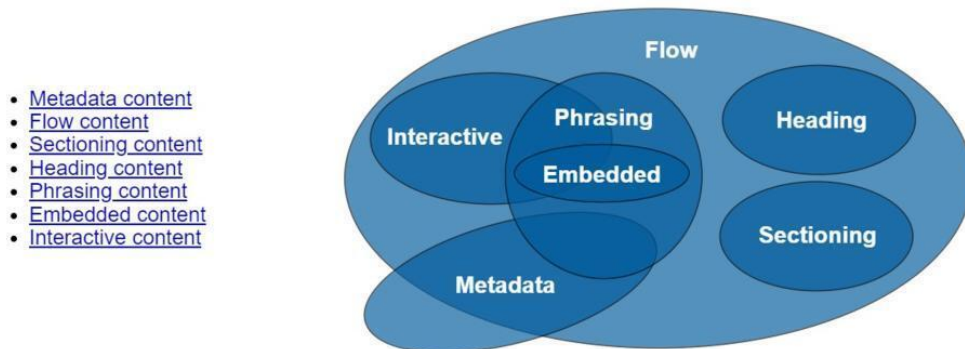 Metadata content
Flow content
Sectioning content
Heading content
Phrasing content
Embedded content
Interactive content
Flow
Phrasing
Heading
Interactive
Embedded
Sectioning
Metadata